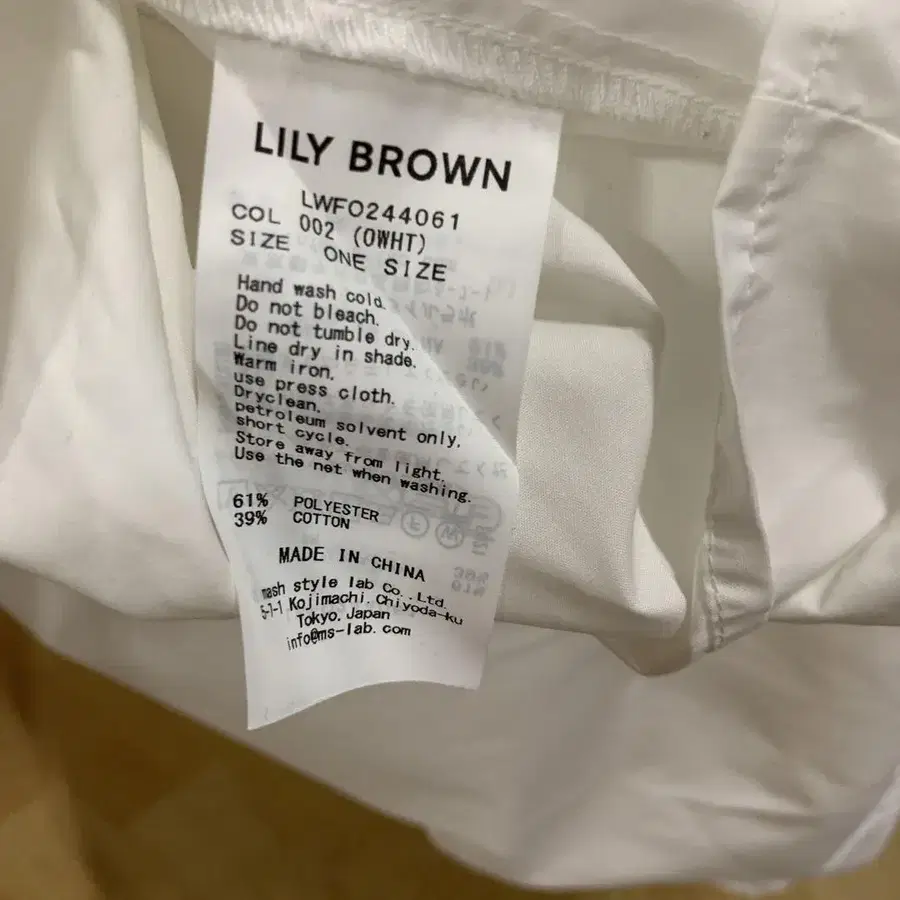 LILY BROWN
LWFO244061
COL 002 (OWHT)
SIZE ONE SIZE
Hand wash cold.
Do not bleach.
Do not tumble dry.
Line dry in shade.
Warm iron.
use press cloth.
Dryclean.
petroleum solvent only,
short cycle.
Store away from light.
Use the net when washing.
61% POLYESTER
39% COTTON
MADE IN CHINA
mash style lab Co.,Ltd.
5-7-1 Kojimachi, Chiyoda-ku
Tokyo, Japan
info@ms-lab.com